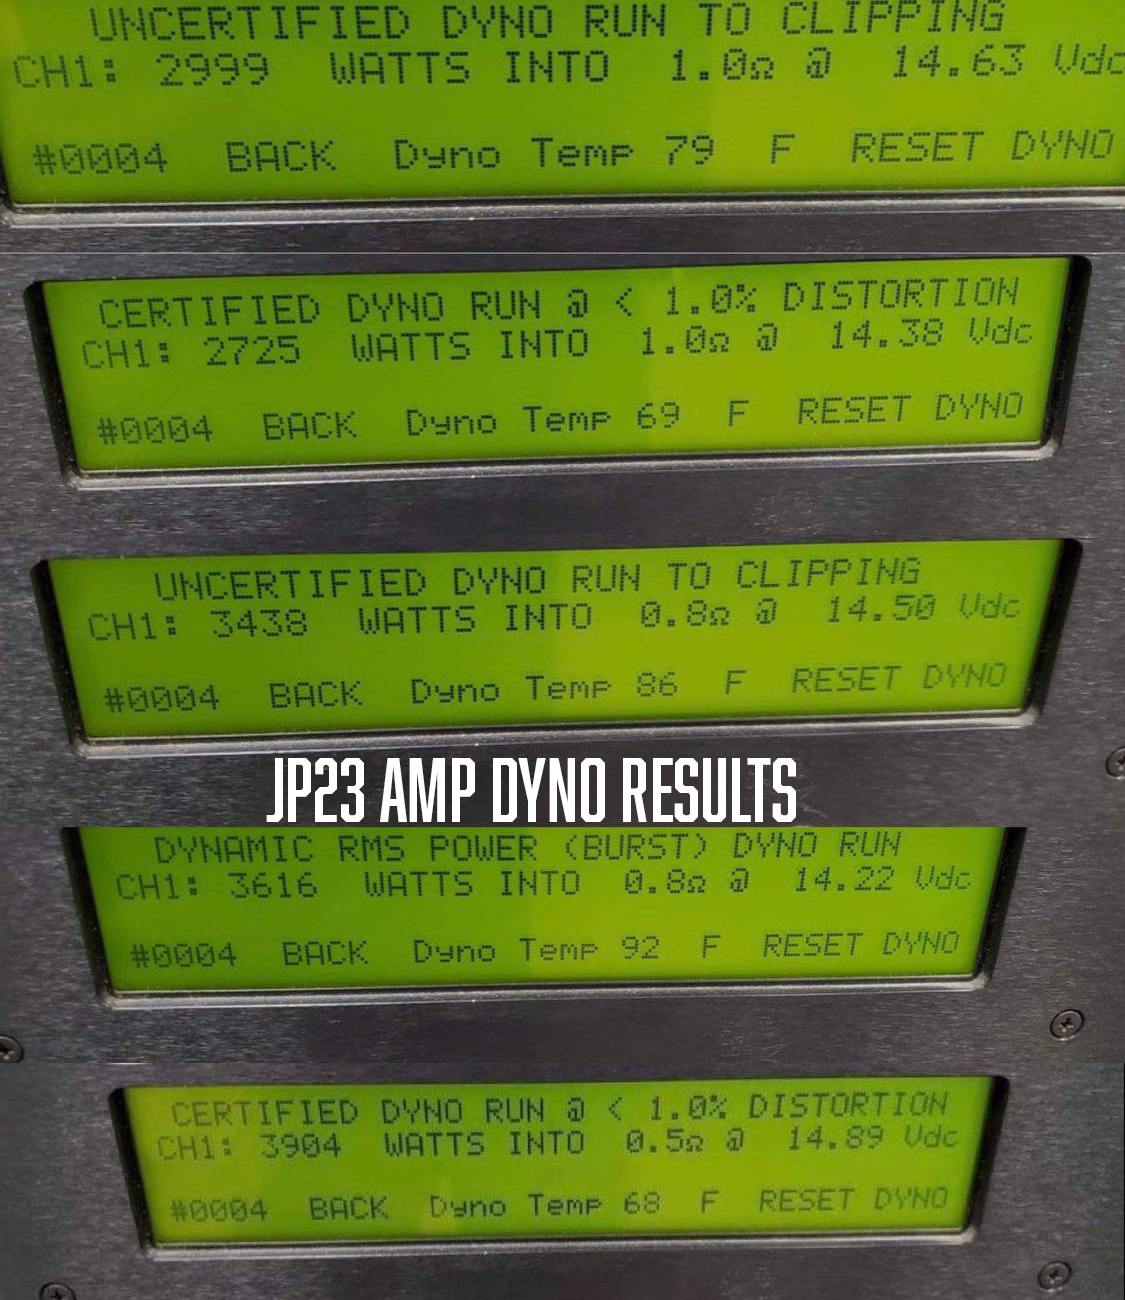 UNCERTIFIED DYNO RUN TO CLIPPING
CH1: 2999 WATTS INTO 1.0Ω @ 14.63 Vdc
#0004 BACK Dyno Temp 79 F RESET DYNO
CERTIFIED DYNO RUN @ < 1.0% DISTORTION
CH1: 2725 WATTS INTO 1.0Ω @ 14.38 Vdc
#0004 BACK Dyno Temp 69 F RESET DYNO
UNCERTIFIED DYNO RUN TO CLIPPING
CH1: 3438 WATTS INTO 0.8Ω @ 14.50 Vdc
#0004 BACK Dyno Temp 86 F RESET DYNO
JP23 AMP DYNO RESULTS
DYNAMIC RMS POWER (BURST) DYNO RUN
CH1: 3616 WATTS INTO 0.8Ω @ 14.22 Vdc
#0004 BACK Dyno Temp 92 F RESET DYNO
CERTIFIED DYNO RUN @ < 1.0% DISTORTION
CH1: 3904 WATTS INTO 0.5Ω @ 14.89 Vdc
#0004 BACK Dyno Temp 68 F RESET DYNO